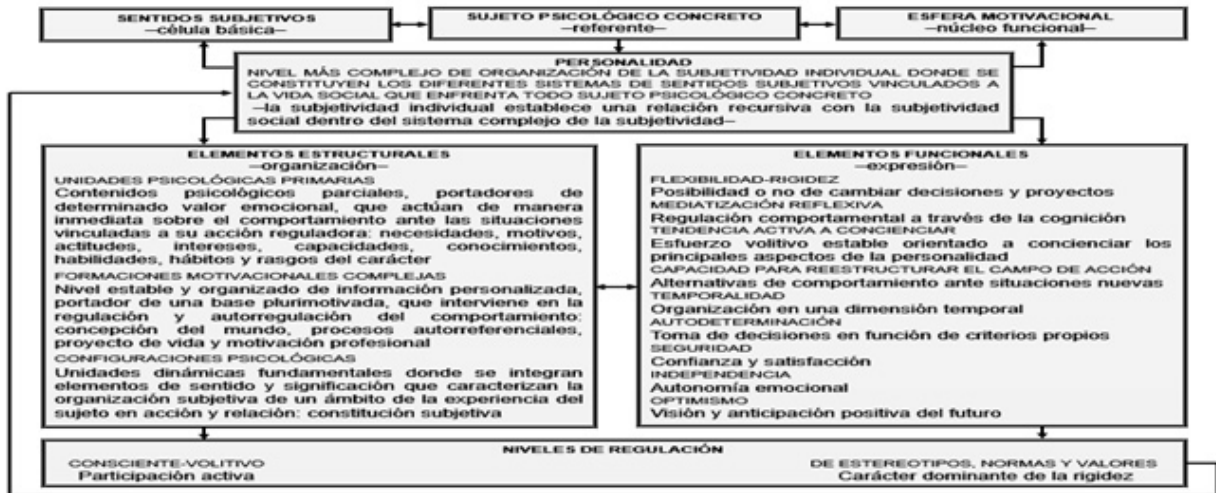 SENTIDOS SUBJETIVOS
–célula básica–
SUJETO PSICOLÓGICO CONCRETO
–referente–
ESFERA MOTIVACIONAL
–núcleo funcional–
PERSONALIDAD
NIVEL MÁS COMPLEJO DE ORGANIZACIÓN DE LA SUBJETIVIDAD INDIVIDUAL DONDE SE
CONSTITUYEN LOS DIFERENTES SISTEMAS DE SENTIDOS SUBJETIVOS VINCULADOS A
LA VIDA SOCIAL QUE ENFRENTA TODO SUJETO PSICOLÓGICO CONCRETO
–la subjetividad individual establece una relación recursiva con la subjetividad
social dentro del sistema complejo de la subjetividad–
ELEMENTOS ESTRUCTURALES
–organización–
UNIDADES PSICOLÓGICAS PRIMARIAS
Contenidos psicológicos parciales, portadores de
determinado valor emocional, que actúan de manera
inmediata sobre el comportamiento ante las situaciones
vinculadas a su acción reguladora: necesidades, motivos,
actitudes, intereses, capacidades, conocimientos,
habilidades, hábitos y rasgos del carácter
FORMACIONES MOTIVACIONALES COMPLEJAS
Nivel estable y organizado de información personalizada,
portador de una base plurimotivada, que interviene en la
regulación y autorregulación del comportamiento:
concepción del mundo, procesos autorreferenciales,
proyecto de vida y motivación profesional
CONFIGURACIONES PSICOLÓGICAS
Unidades dinámicas fundamentales donde se integran
elementos de sentido y significación que caracterizan la
organización subjetiva de un ámbito de la experiencia del
sujeto en acción y relación: constitución subjetiva
ELEMENTOS FUNCIONALES
–expresión–
FLEXIBILIDAD-RIGIDEZ
Posibilidad o no de cambiar decisiones y proyectos
MEDIATIZACIÓN REFLEXIVA
Regulación comportamental a través de la cognición
TENDENCIA ACTIVA A CONCIENCIAR
Esfuerzo volitivo estable orientado a concienciar los
principales aspectos de la personalidad
CAPACIDAD PARA REESTRUCTURAR EL CAMPO DE ACCIÓN
Alternativas de comportamiento ante situaciones nuevas
TEMPORALIDAD
Organización en una dimensión temporal
AUTODETERMINACIÓN
Toma de decisiones en función de criterios propios
SEGURIDAD
Confianza y satisfacción
INDEPENDENCIA
Autonomía emocional
OPTIMISMO
Visión y anticipación positiva del futuro
NIVELES DE REGULACIÓN
CONSCIENTE-VOLITIVO
Participación activa
DE ESTEREOTIPOS, NORMAS Y VALORES
Carácter dominante de la rigidez